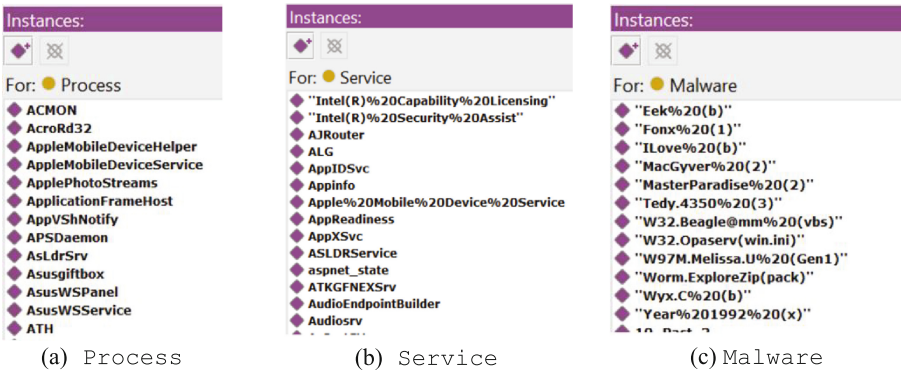 Instances:
For: Process
ACMON
AcroRd32
AppleMobileDeviceHelper
AppleMobileDeviceService
ApplePhotoStreams
ApplicationFrameHost
AppVShNotify
APSDaemon
AsLdrSrv
Asusgiftbox
AsusWSPanel
AsusWSService
ATH
(a) Process
Instances:
For: Service
"Intel(R)%20Capability%20Licensing"
"Intel(R)%20Security%20Assist"
AJRouter
ALG
AppIDSvc
Appinfo
Apple%20Mobile%20Device%20Service
AppReadiness
AppXSvc
ASLDRService
aspnet_state
ATKGFNEXSrv
AudioEndpointBuilder
Audiosrv
(b) Service
Instances:
For: Malware
"Eek%20(b)"
"Fonx%20(1)"
"ILove%20(b)"
"MacGyver%20(2)"
"MasterParadise%20(2)"
"Tedy.4350%20(3)"
"W32.Beagle@mm%20(vbs)"
"W32.Opaserv(win.ini)"
"W97M.Melissa.U%20(Gen1)"
"Worm.ExploreZip(pack)"
"Wyx.C%20(b)"
"Year%201992%20(x)"
(c) Malware